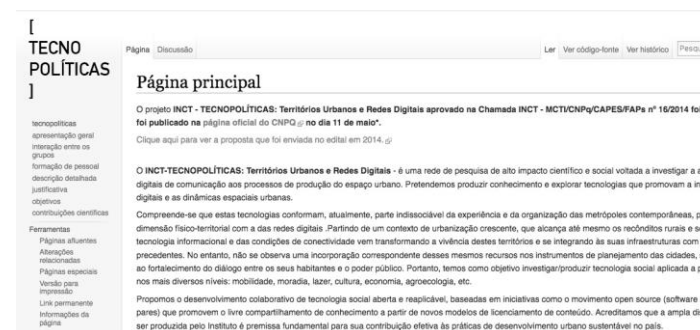 [
TECNO
POLÍTICAS
]
Página Discussão
Ler Ver código-fonte Ver histórico Pesqu
Página principal
O projeto INCT - TECNOPOLÍTICAS: Territórios Urbanos e Redes Digitais aprovado na Chamada INCT - MCTI/CNPq/CAPES/FAPs nº 16/2014 foi
foi publicado na página oficial do CNPQ no dia 11 de maio".
Clique aqui para ver a proposta que foi enviada no edital em 2014.
O INCT-TECNOPOLÍTICAS: Territórios Urbanos e Redes Digitais - é uma rede de pesquisa de alto impacto científico e social voltada a investigar a a
digitais de comunicação aos processos de produção do espaço urbano. Pretendemos produzir conhecimento e explorar tecnologias que promovam a in
digitais e as dinâmicas espaciais urbanas.
Compreende-se que estas tecnologias conformam, atualmente, parte indissociável da experiência e da organização das metrópoles contemporâneas, p
dimensão físico-territorial com a das redes digitais .Partindo de um contexto de urbanização crescente, que alcança até mesmo os recônditos rurais e s
tecnologia informacional e das condições de conectividade vem transformando a vivência destes territórios e se integrando às suas infraestruturas com
precedentes. No entanto, não se observa uma incorporação correspondente desses mesmos recursos nos instrumentos de planejamento das cidades,
ao fortalecimento do diálogo entre os seus habitantes e o poder público. Portanto, temos como objetivo investigar/produzir tecnologia social aplicada a p
nos mais diversos níveis: mobilidade, moradia, lazer, cultura, economia, agroecologia, etc.
Propomos o desenvolvimento colaborativo de tecnologia social aberta e reaplicável, baseadas em iniciativas como o movimento open source (software
pares) que promovem o livre compartilhamento de conhecimento a partir de novos modelos de licenciamento de conteúdo. Acreditamos que a ampla di
ser produzida pelo Instituto é premissa fundamental para sua contribuição efetiva às práticas de desenvolvimento urbano sustentável no país.
tecnopolíticas
apresentação geral
interação entre os
grupos
formação de pessoal
descrição detalhada
justificativa
objetivos
contribuições científicas
Ferramentas
Páginas afluentes
Alterações
relacionadas
Páginas especiais
Versão para
impressão
Link permanente
Informações da
página